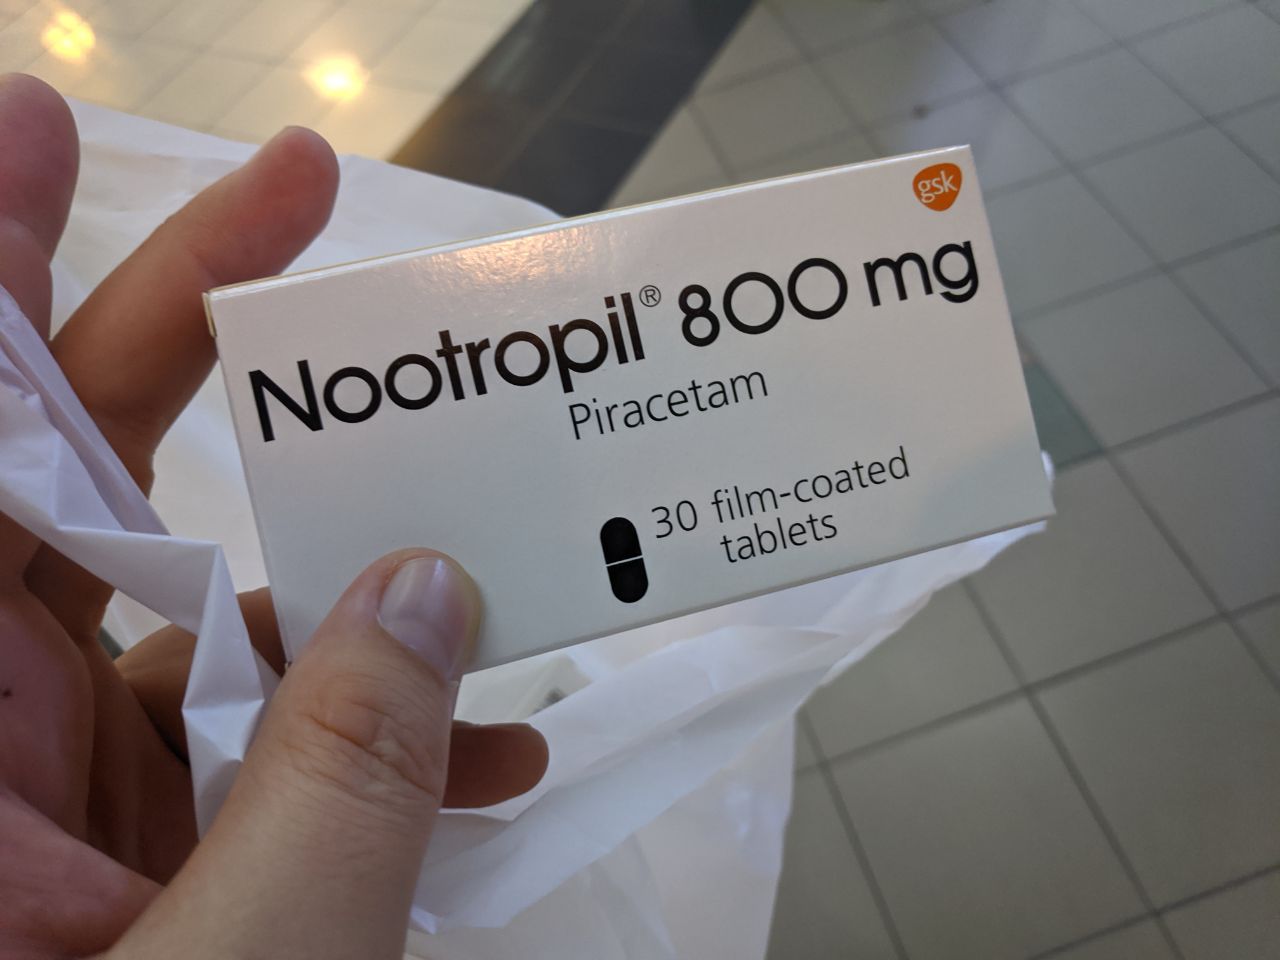 gsk
Nootropil® 800 mg
Piracetam
30 film-coated
tablets